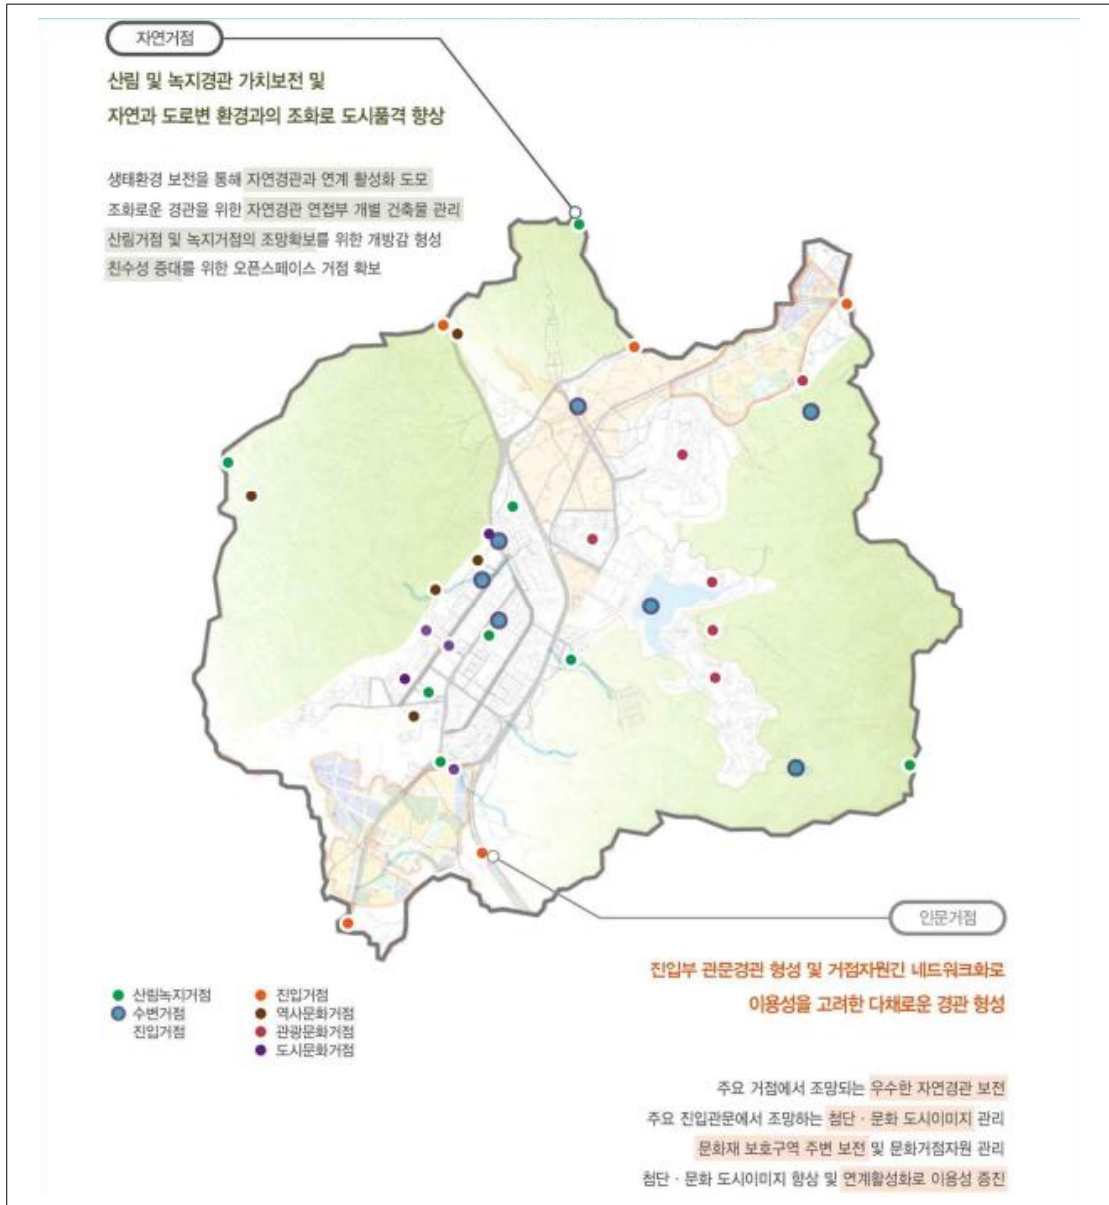 자연거점
산림 및 녹지경관 가치보전 및
자연과 도로변 환경과의 조화로 도시품격 향상
생태환경 보전을 통해 자연경관과 연계 활성화 도모
조화로운 경관을 위한 자연경관 연접부 개별 건축물 관리
산림거점 및 녹지거점의 조망확보를 위한 개방감 형성
친수성 증대를 위한 오픈스페이스 거점 확보
인문거점
진입부 관문경관 형성 및 거점자원간 네드워크화로
이용성을 고려한 다채로운 경관 형성
산림녹지거점
수변거점
진입거점
진입거점
역사문화거점
관광문화거점
도시문화거점
주요 거점에서 조망되는 우수한 자연경관 보전
주요 진입관문에서 조망하는 첨단 · 문화 도시이미지 관리
문화재 보호구역 주변 보전 및 문화거점자원 관리
첨단 · 문화 도시이미지 향상 및 연계활성화로 이용성 증진